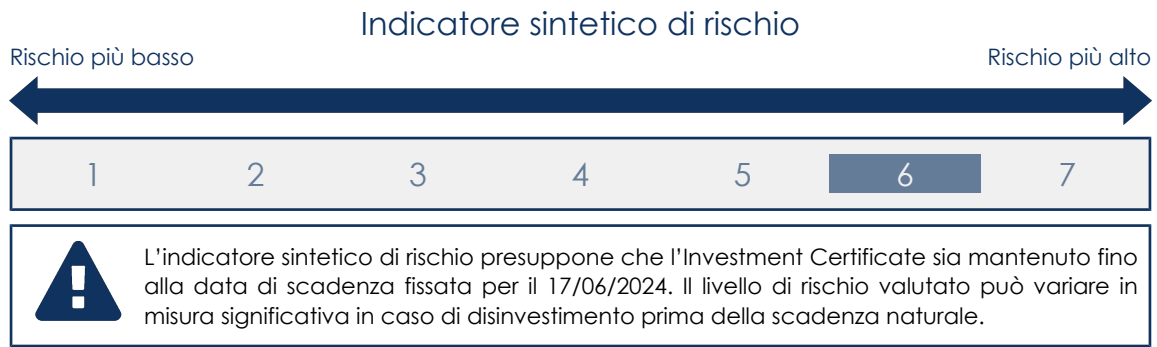 Indicatore sintetico di rischio
Rischio più basso
Rischio più alto
1 2 3 4 5 6 7
L'indicatore sintetico di rischio presuppone che l'Investment Certificate sia mantenuto fino
alla data di scadenza fissata per il 17/06/2024. Il livello di rischio valutato può variare in
misura significativa in caso di disinvestimento prima della scadenza naturale.